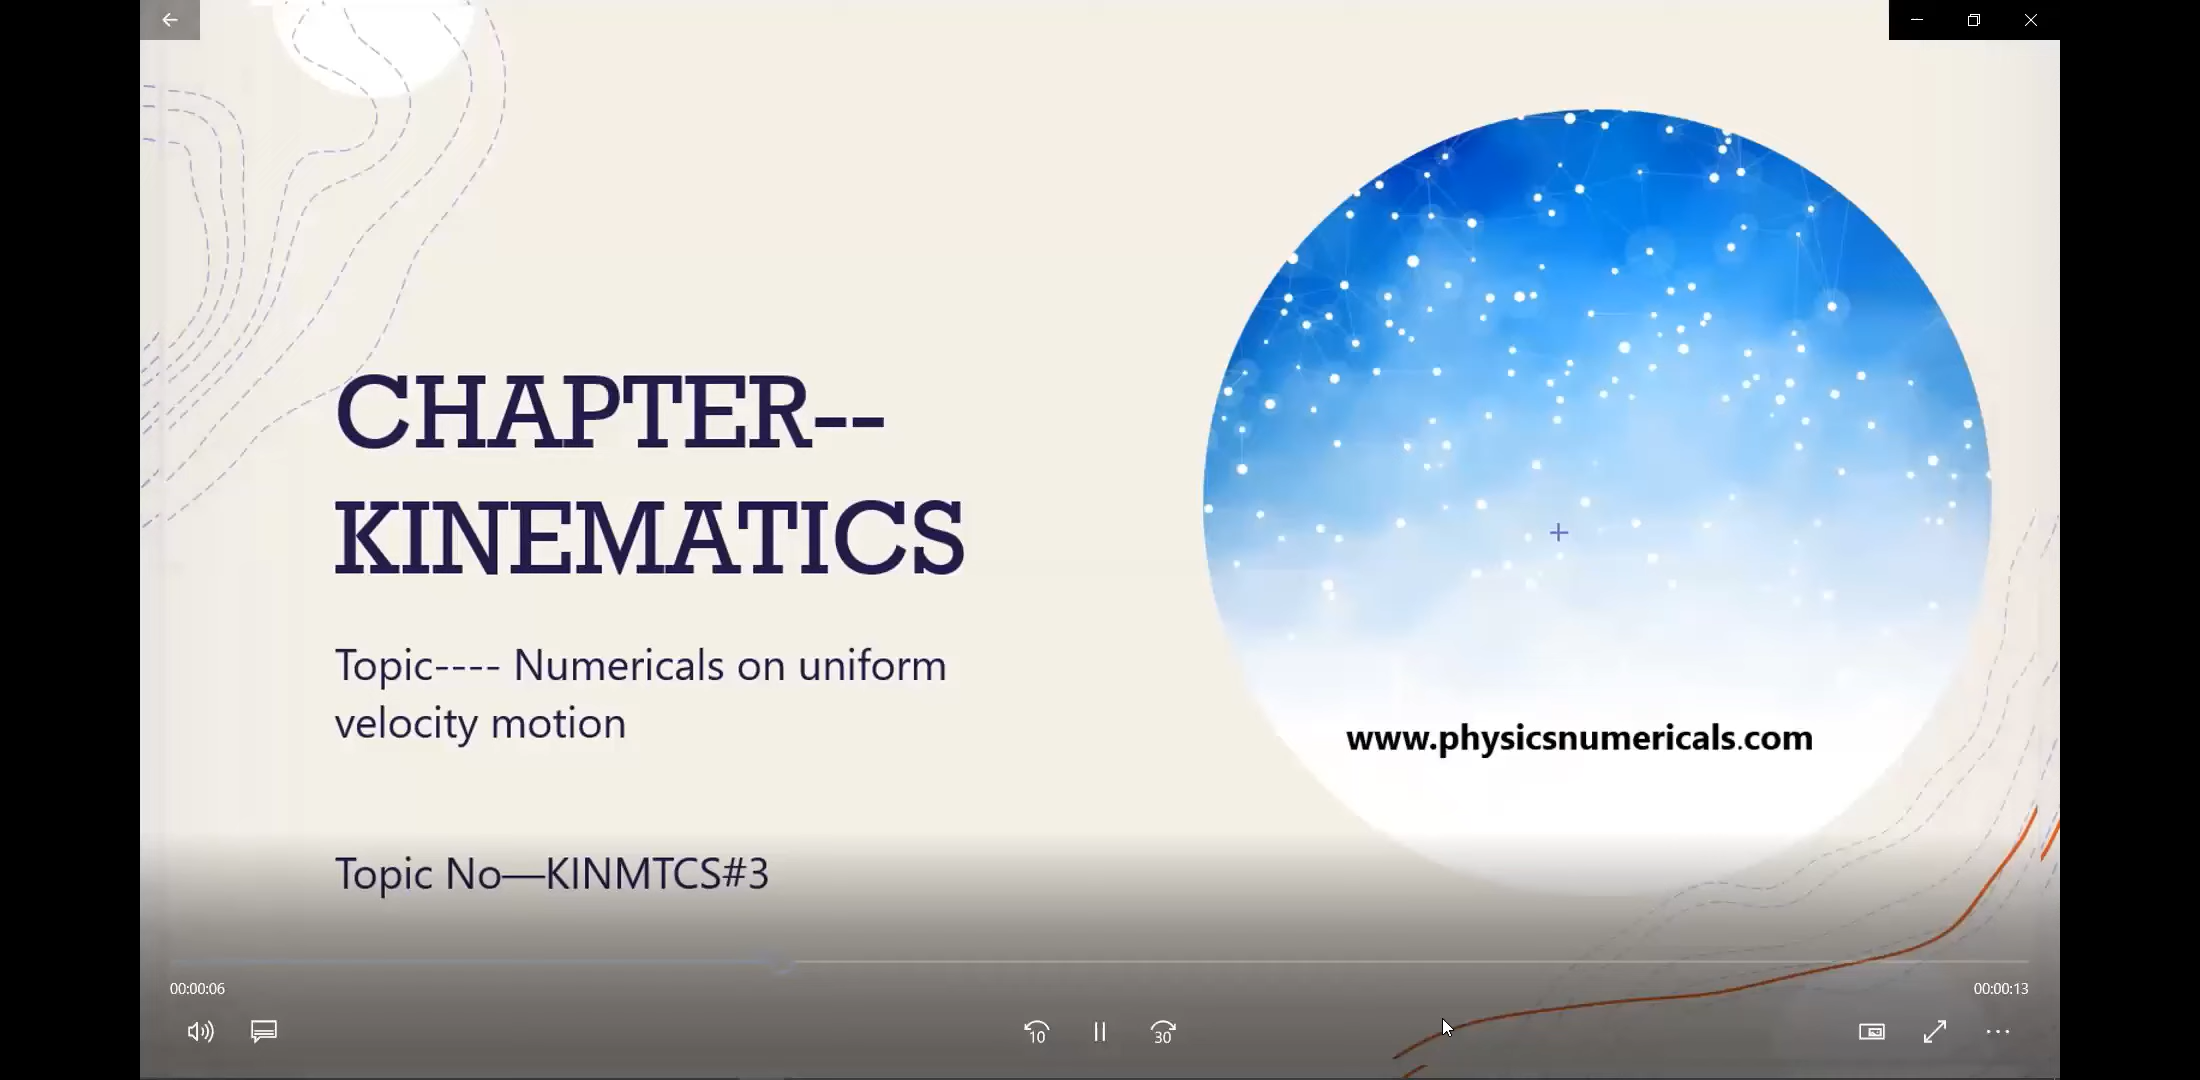 CHAPTER--
KINEMATICS
Topic---- Numericals on uniform
velocity motion
www.physicsnumericals.com
Topic No—KINMTCS#3
00:00:06
00:00:13
10
30